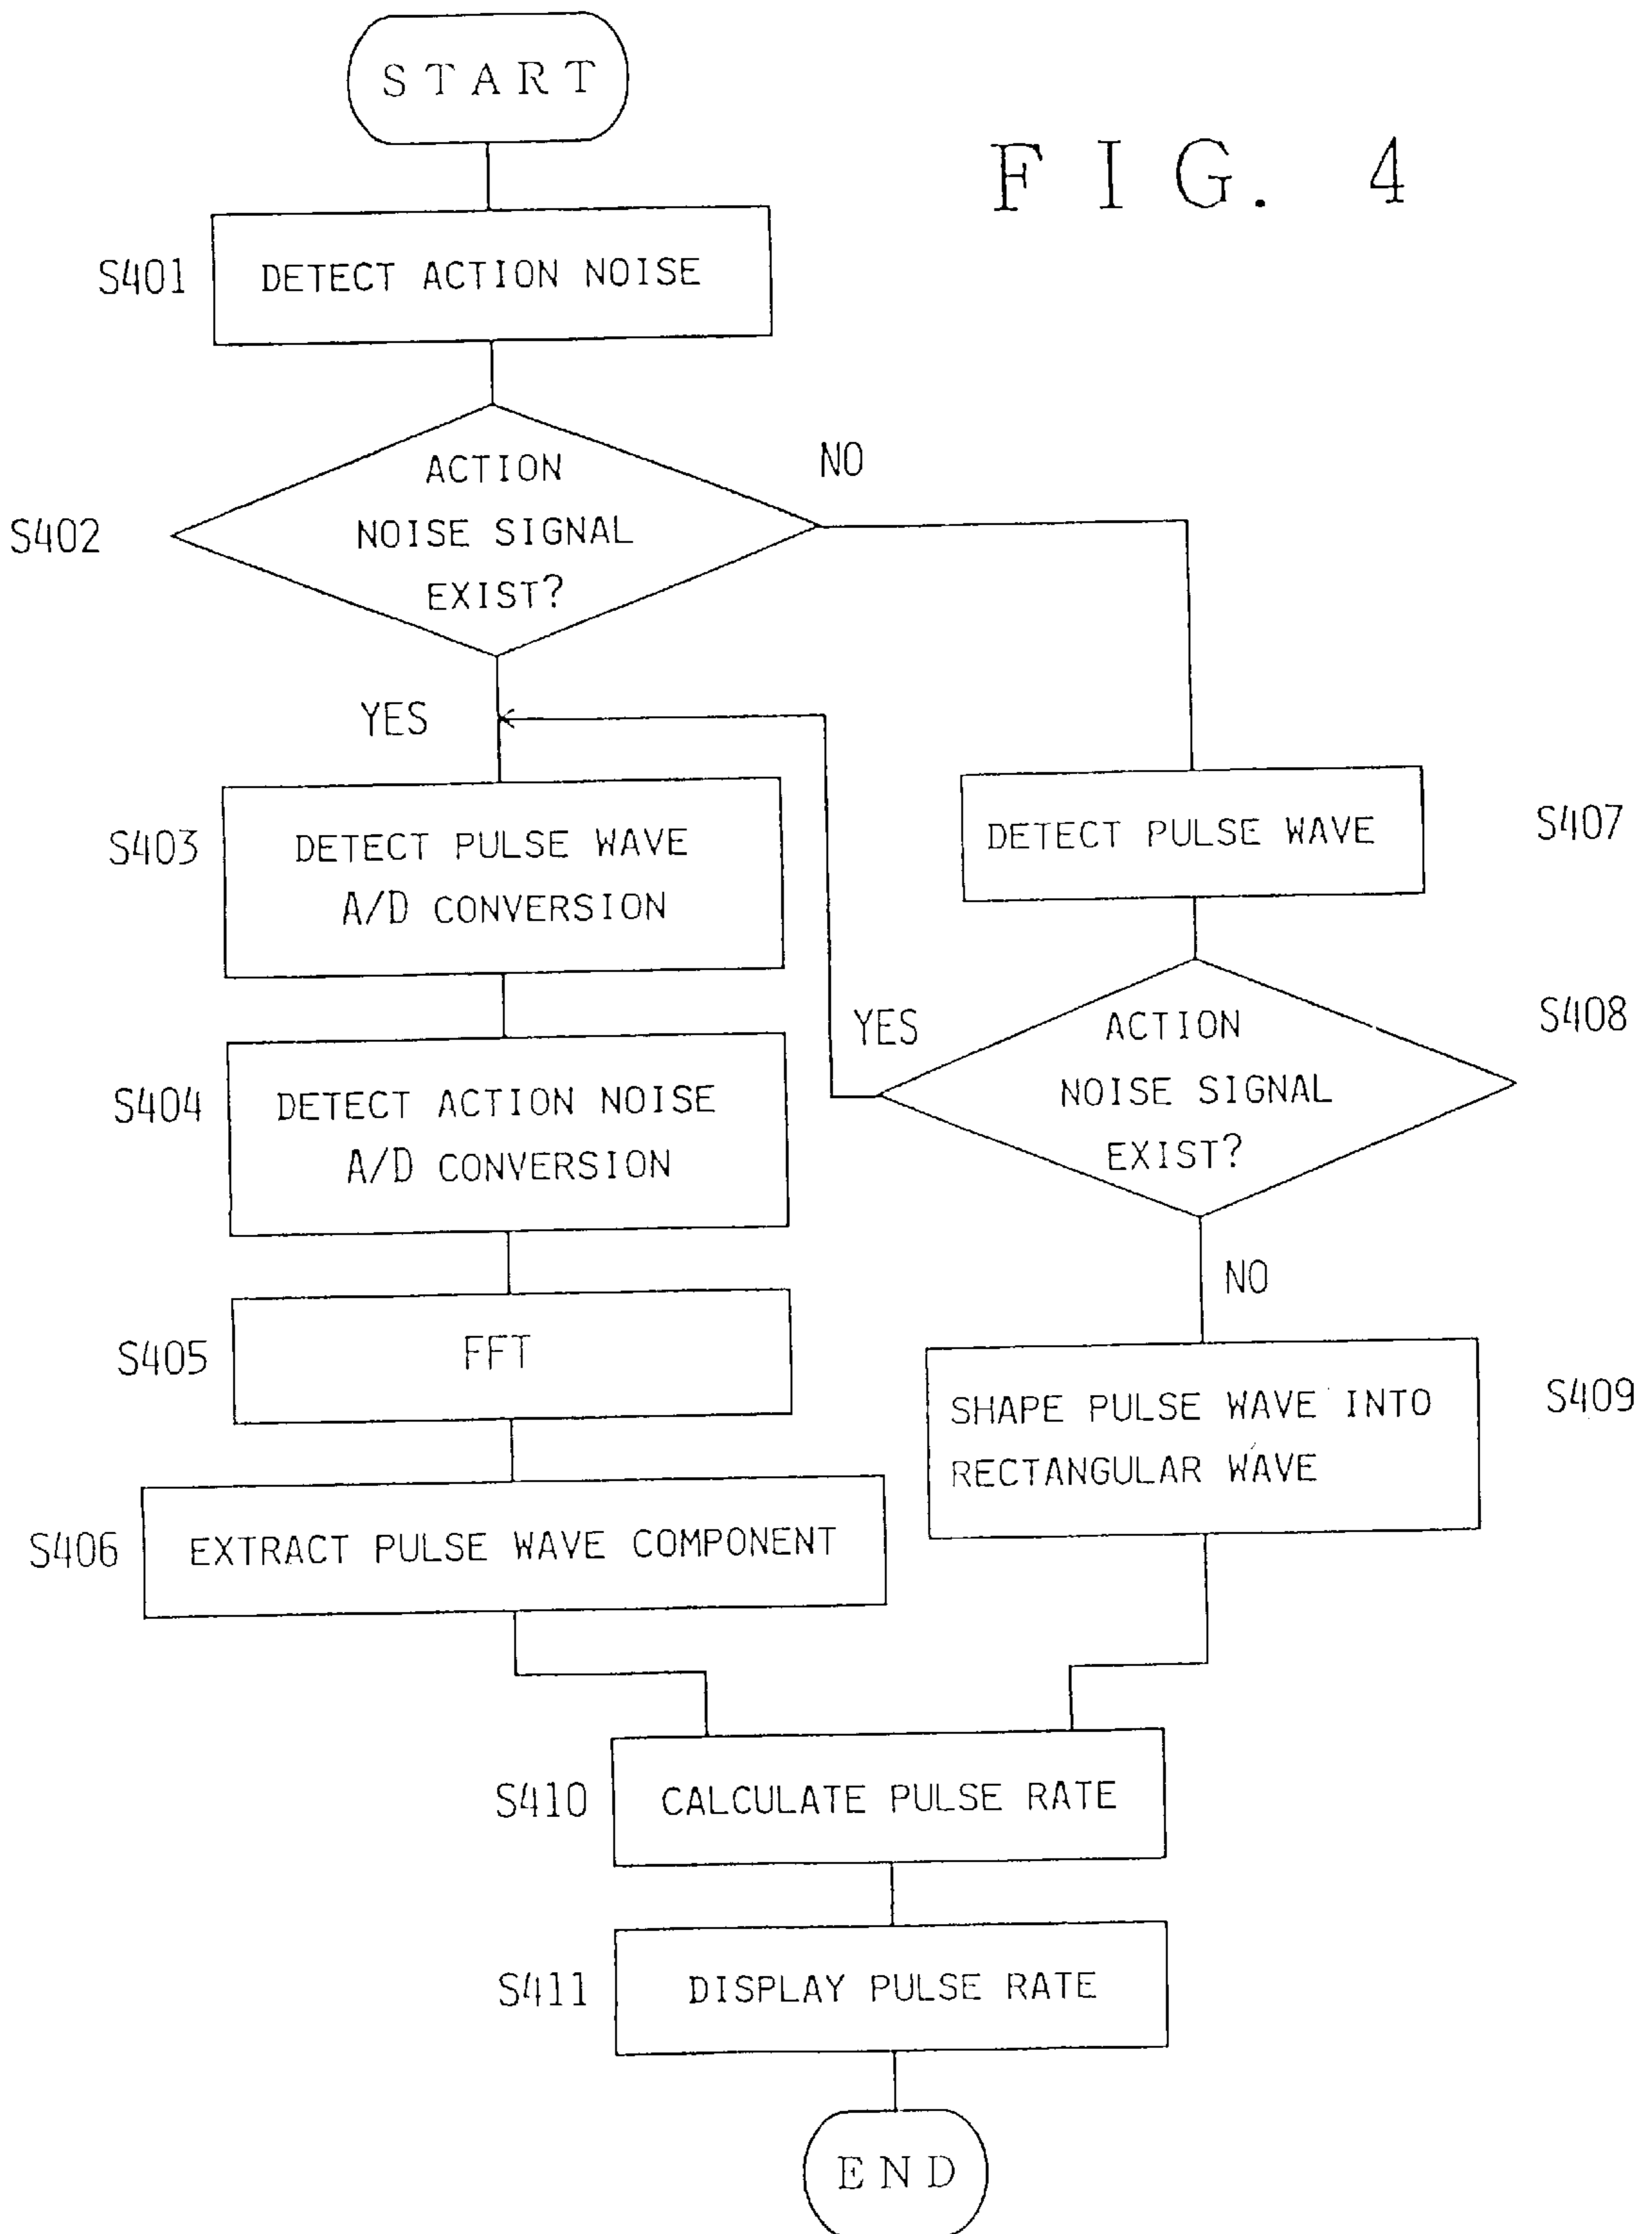 START
FIG. 4
S401
DETECT ACTION NOISE
S402
ACTION
NOISE SIGNAL
EXIST?
NO
YES
S403
DETECT PULSE WAVE
A/D CONVERSION
S404
DETECT ACTION NOISE
A/D CONVERSION
S405
FFT
S406
EXTRACT PULSE WAVE COMPONENT
DETECT PULSE WAVE
S407
YES
ACTION
NOISE SIGNAL
EXIST?
S408
NO
SHAPE PULSE WAVE INTO
RECTANGULAR WAVE
S409
S410
CALCULATE PULSE RATE
S411
DISPLAY PULSE RATE
END